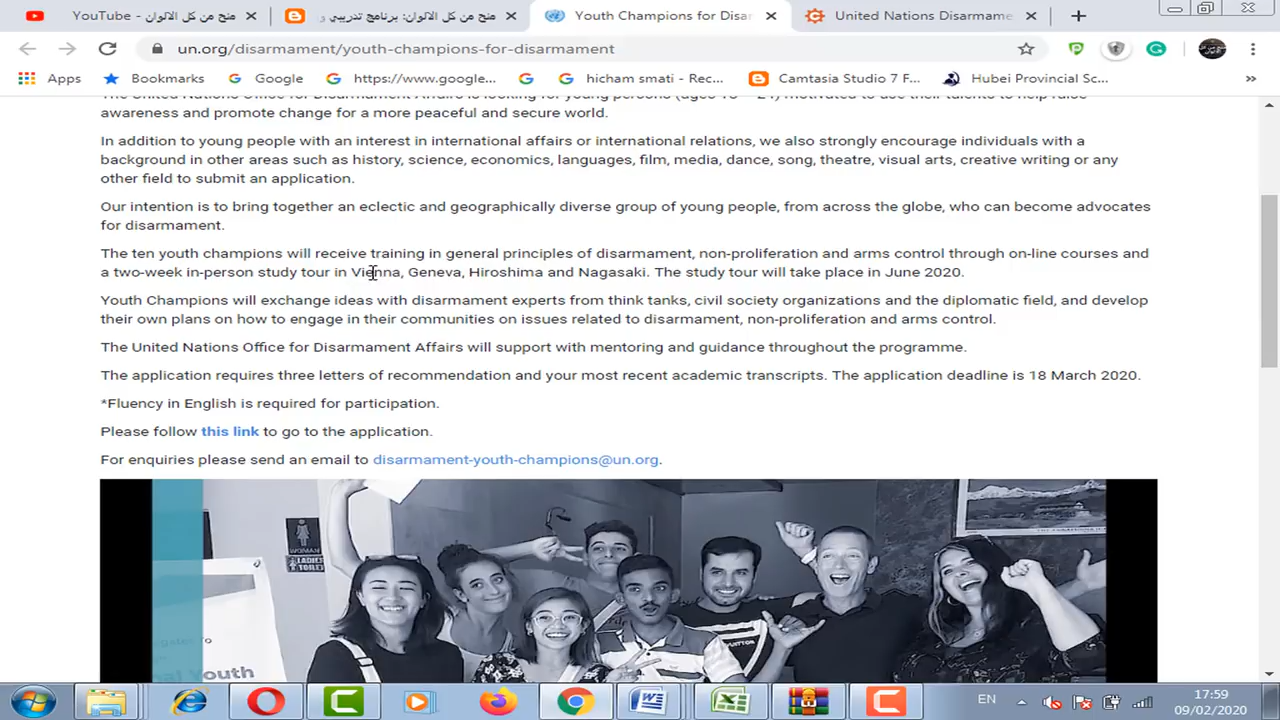 YouTube - منح من كل الالوان
منح من كل الالوان: برنامج تدريبي و
Youth Champions for Disar
United Nations Disarmame
un.org/disarmament/youth-champions-for-disarmament
Apps
Bookmarks
Google
https://www.google...
hicham smati - Rec...
Camtasia Studio 7 F...
Hubei Provincial Sc...
»
awareness and promote change for a more peaceful and secure world.
In addition to young people with an interest in international affairs or international relations, we also strongly encourage individuals with a
background in other areas such as history, science, economics, languages, film, media, dance, song, theatre, visual arts, creative writing or any
other field to submit an application.
Our intention is to bring together an eclectic and geographically diverse group of young people, from across the globe, who can become advocates
for disarmament.
The ten youth champions will receive training in general principles of disarmament, non-proliferation and arms control through on-line courses and
a two-week in-person study tour in Vienna, Geneva, Hiroshima and Nagasaki. The study tour will take place in June 2020.
Youth Champions will exchange ideas with disarmament experts from think tanks, civil society organizations and the diplomatic field, and develop
their own plans on how to engage in their communities on issues related to disarmament, non-proliferation and arms control.
The United Nations Office for Disarmament Affairs will support with mentoring and guidance throughout the programme.
The application requires three letters of recommendation and your most recent academic transcripts. The application deadline is 18 March 2020.
*Fluency in English is required for participation.
Please follow this link to go to the application.
For enquiries please send an email to disarmament-youth-champions@un.org.
WOMAN
LADIES
TOILET
nal Youth
EN
17:59
09/02/2020